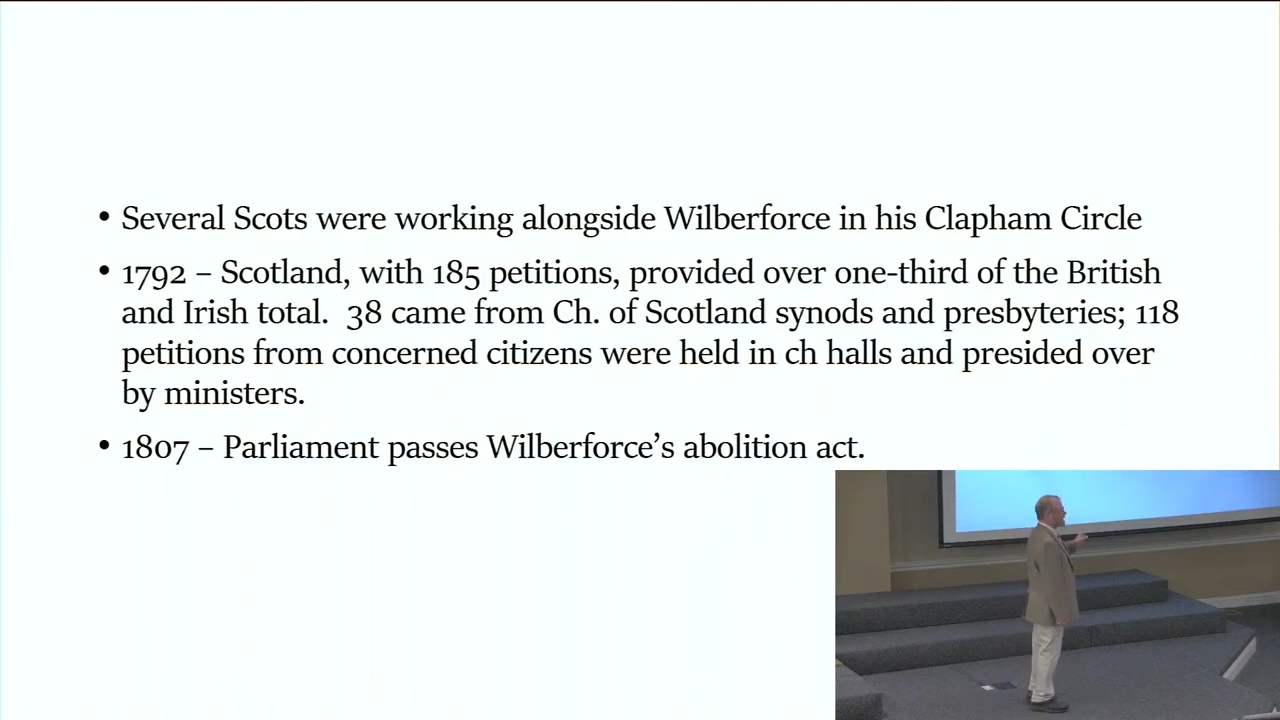 • Several Scots were working alongside Wilberforce in his Clapham Circle
• 1792 – Scotland, with 185 petitions, provided over one-third of the British
and Irish total.  38 came from Ch. of Scotland synods and presbyteries; 118
petitions from concerned citizens were held in ch halls and presided over
by ministers.
• 1807 – Parliament passes Wilberforce’s abolition act.